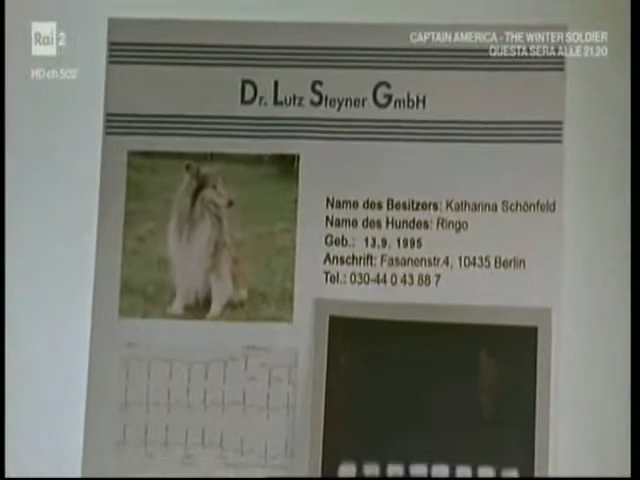 Rai 2
HD ch 502
CAPTAIN AMERICA - THE WINTER SOLDIER
QUESTA SERA ALLE 21.20
Dr. Lutz Steyner GmbH
Name des Besitzers: Katharina Schönfeld
Name des Hundes: Ringo
Geb.: 13.9. 1995
Anschrift: Fasanenstr.4, 10435 Berlin
Tel.: 030-44 0 43 88 7